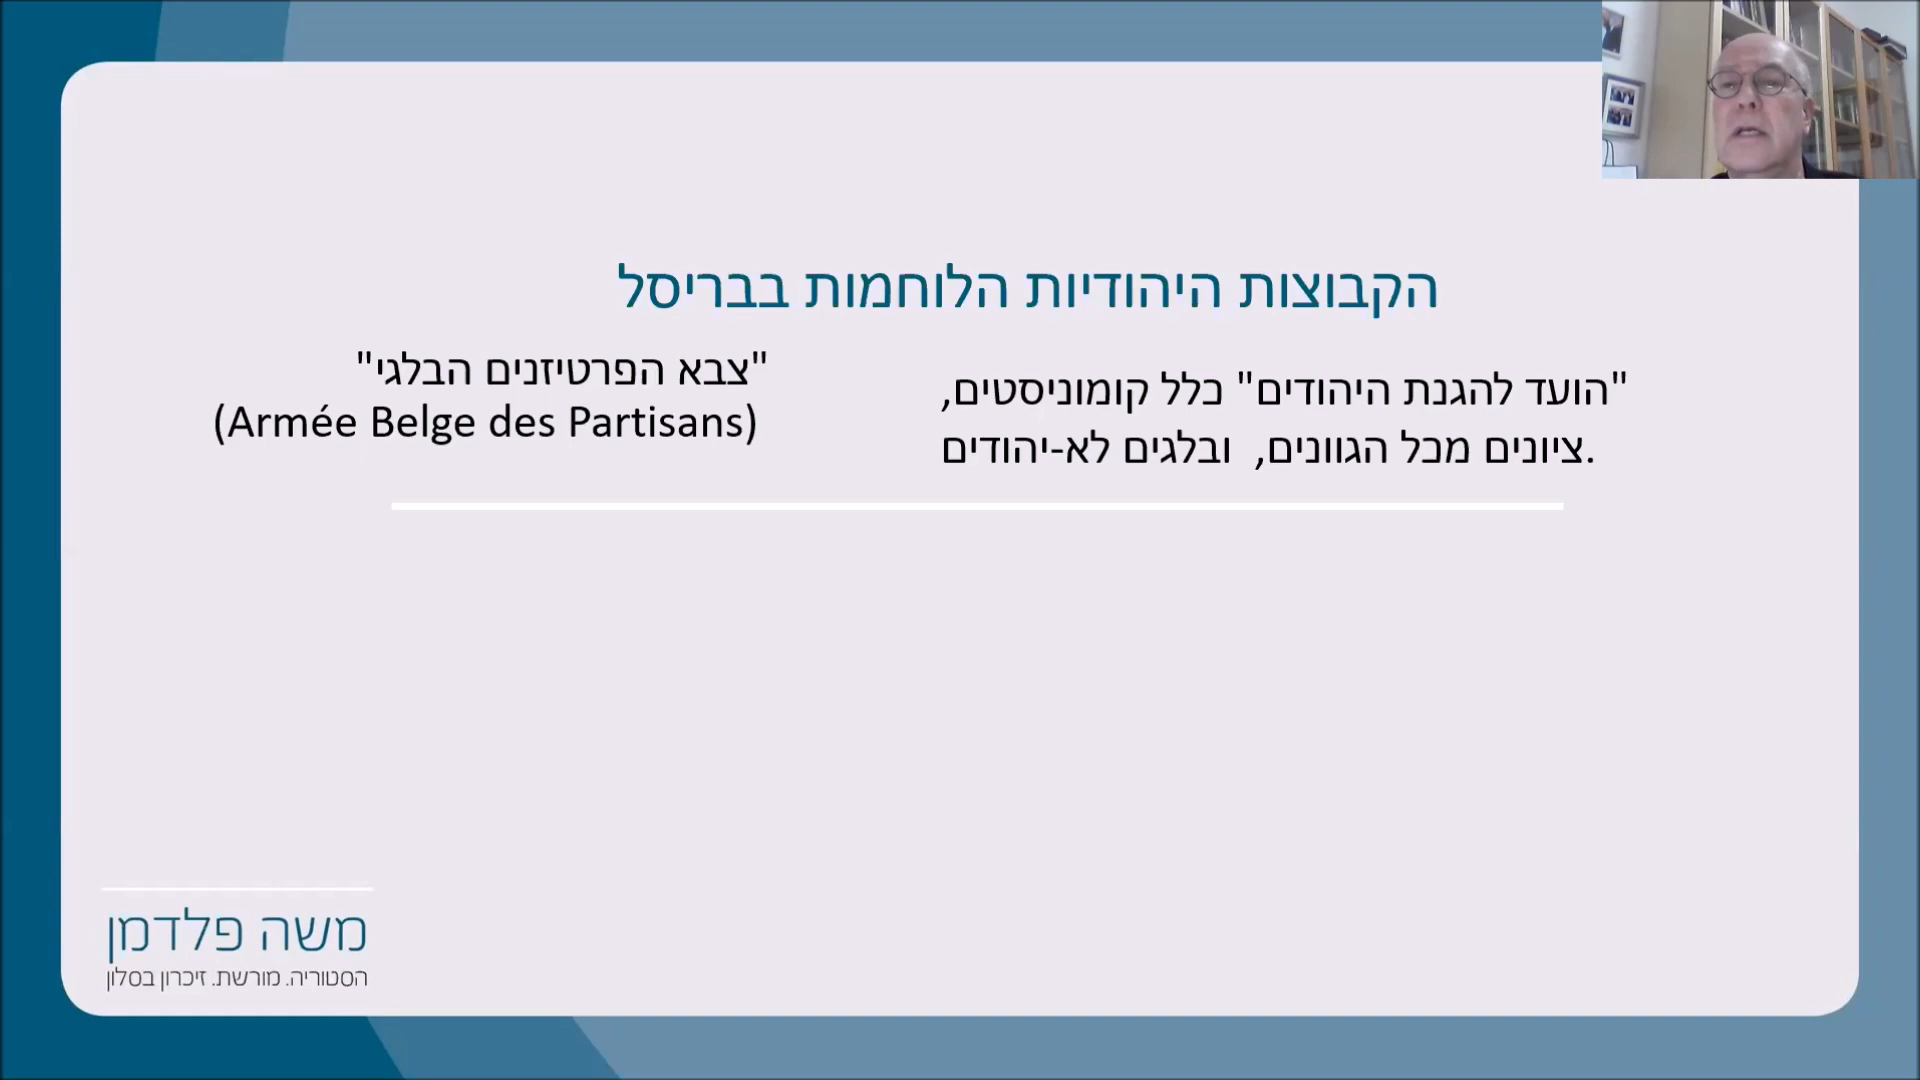 הקבוצות היהודיות הלוחמות בבריסל
"הועד להגנת היהודים" כלל קומוניסטים,
ציונים מכל הגוונים,  ובלגים לא-יהודים.
"צבא הפרטיזנים הבלגי"
(Armée Belge des Partisans)
משה פלדמן
הסטוריה. מורשת. זיכרון בסלון